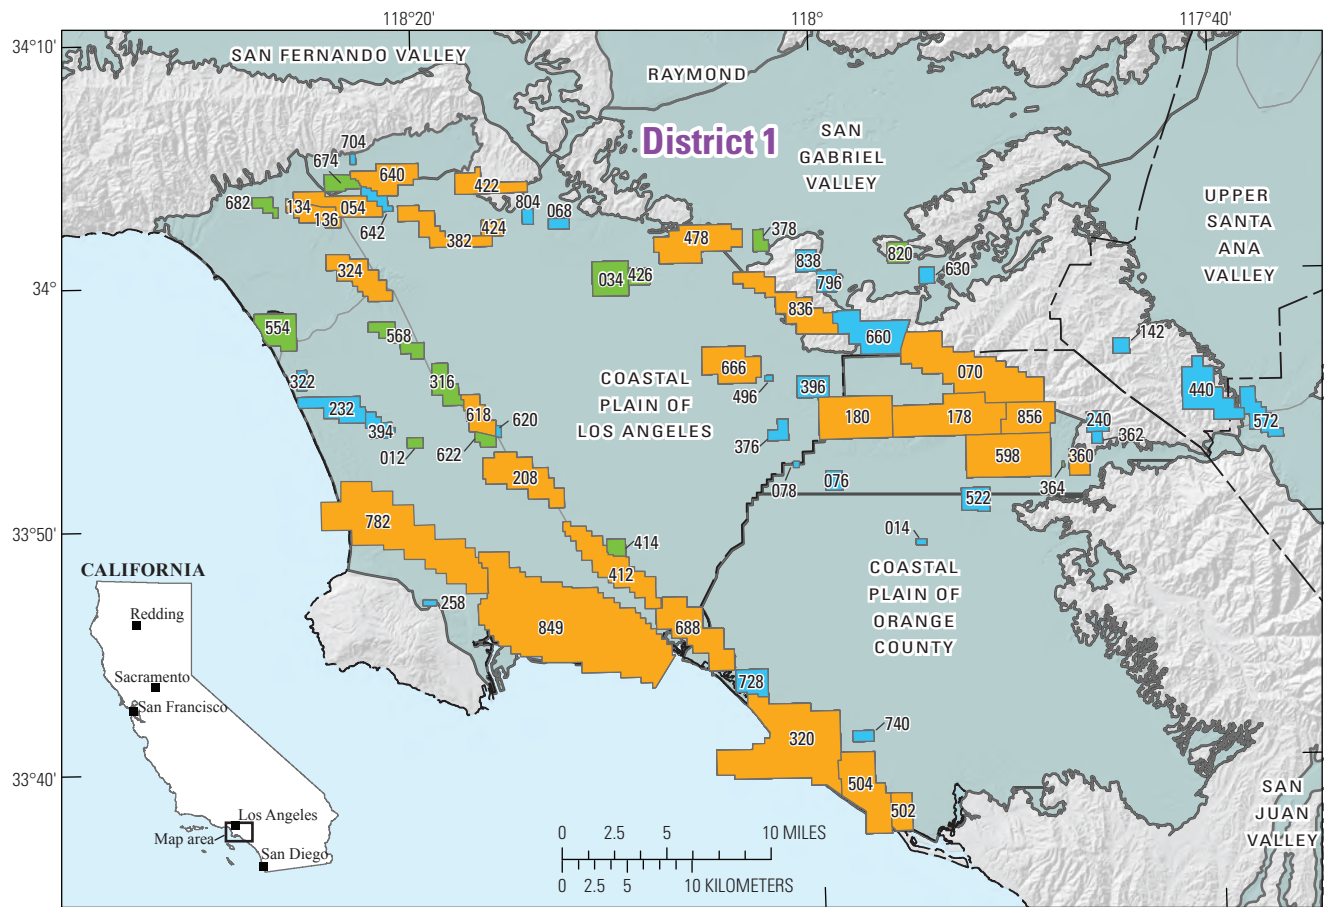 118°20'
118°
117°40'
34°10'
SAN FERNANDO VALLEY
RAYMOND
District 1
SAN
GABRIEL
VALLEY
UPPER
SANTA
ANA
VALLEY
704
674
640
422
682
134
054
136
642
804
068
382
424
478
378
838
796
820
630
324
034
426
34°
836
660
142
554
568
666
070
440
322
316
COASTAL
PLAIN OF
LOS ANGELES
496
396
232
394
618
620
180
178
856
240
572
012
622
376
362
598
360
364
208
078
076
522
782
33°50'
414
014
412
COASTAL
PLAIN OF
ORANGE
COUNTY
258
849
688
728
320
740
33°40'
504
502
SAN
JUAN
VALLEY
CALIFORNIA
Redding
Sacramento
San Francisco
Los Angeles
Map area
San Diego
0 2.5 5 10 MILES
0 2.5 5 10 KILOMETERS